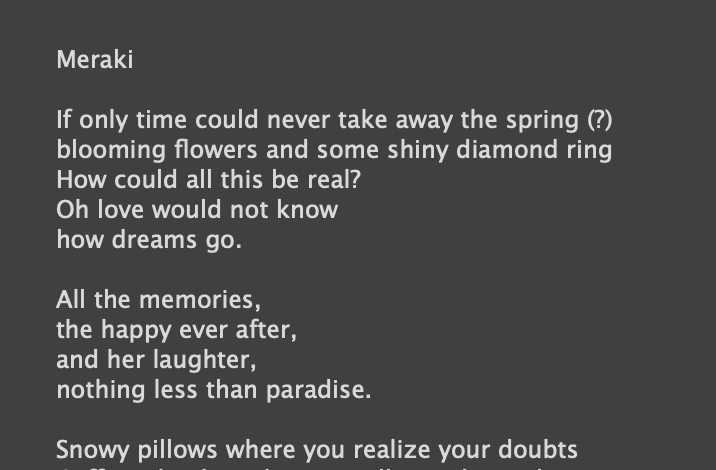 Meraki
If only time could never take away the spring (?)
blooming flowers and some shiny diamond ring
How could all this be real?
Oh love would not know
how dreams go.
All the memories,
the happy ever after,
and her laughter,
nothing less than paradise.
Snowy pillows where you realize your doubts